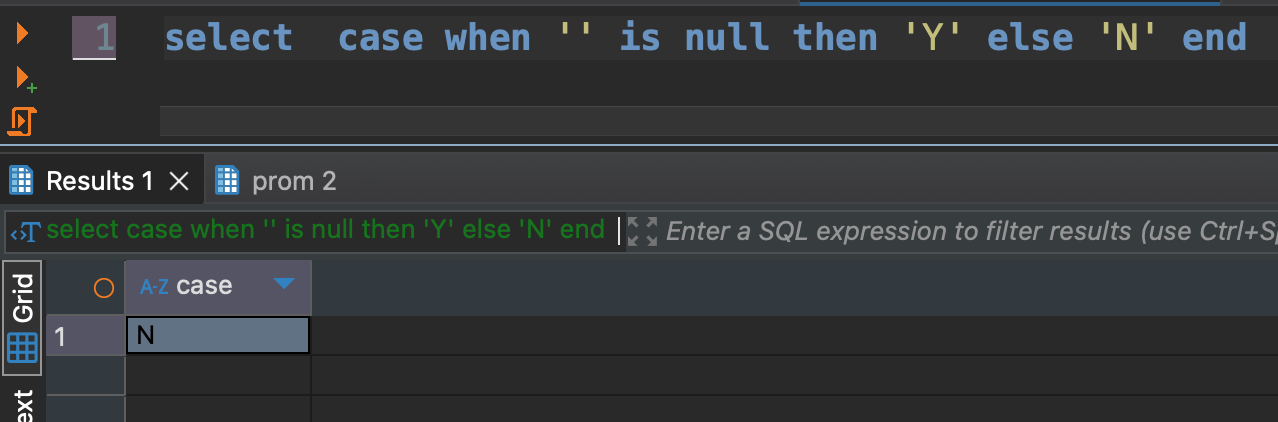 1 select  case when '' is null then 'Y' else 'N' end
Results 1 prom 2
select case when '' is null then 'Y' else 'N' end Enter a SQL expression to filter results (use Ctrl+Sp
Grid
A-Z case
1 N
ext